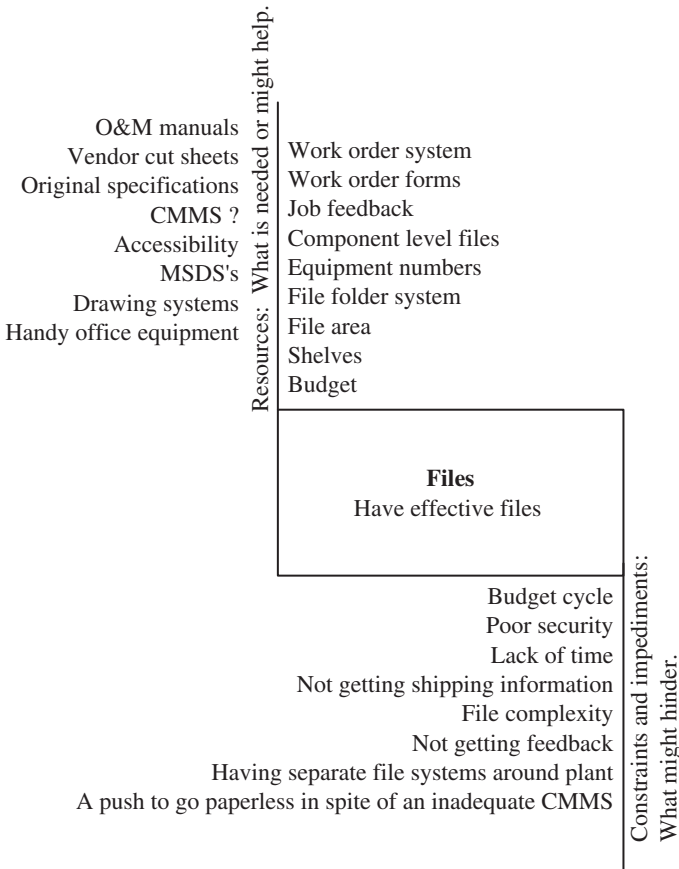 Resources: What is needed or might help.
O&M manuals
Vendor cut sheets
Original specifications
CMMS ?
Accessibility
MSDS's
Drawing systems
Handy office equipment
Work order system
Work order forms
Job feedback
Component level files
Equipment numbers
File folder system
File area
Shelves
Budget
Files
Have effective files
Budget cycle
Poor security
Lack of time
Not getting shipping information
File complexity
Not getting feedback
Having separate file systems around plant
A push to go paperless in spite of an inadequate CMMS
Constraints and impediments:
What might hinder.